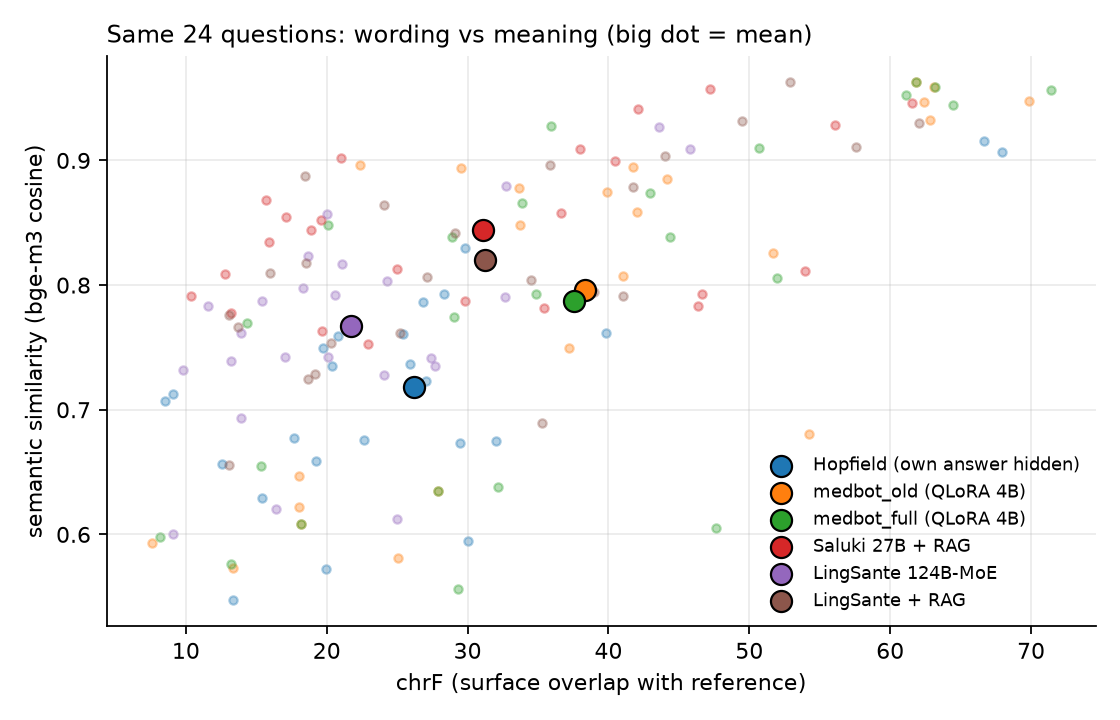 Same 24 questions: wording vs meaning (big dot = mean)
semantic similarity (bge-m3 cosine)
0.9
0.8
0.7
0.6
Hopfield (own answer hidden)
medbot_old (QLoRA 4B)
medbot_full (QLoRA 4B)
Saluki 27B + RAG
LingSante 124B-MoE
LingSante + RAG
10 20 30 40 50 60 70
chrF (surface overlap with reference)